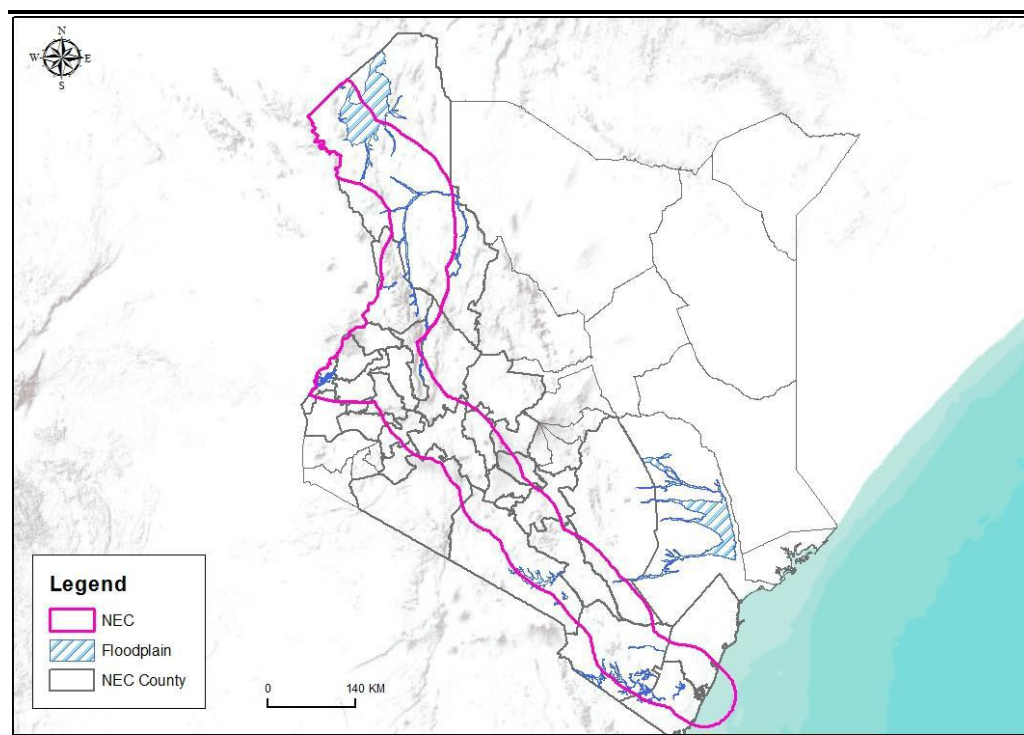 N
W E
S
Legend
NEC
Floodplain
NEC County
0 140 KM